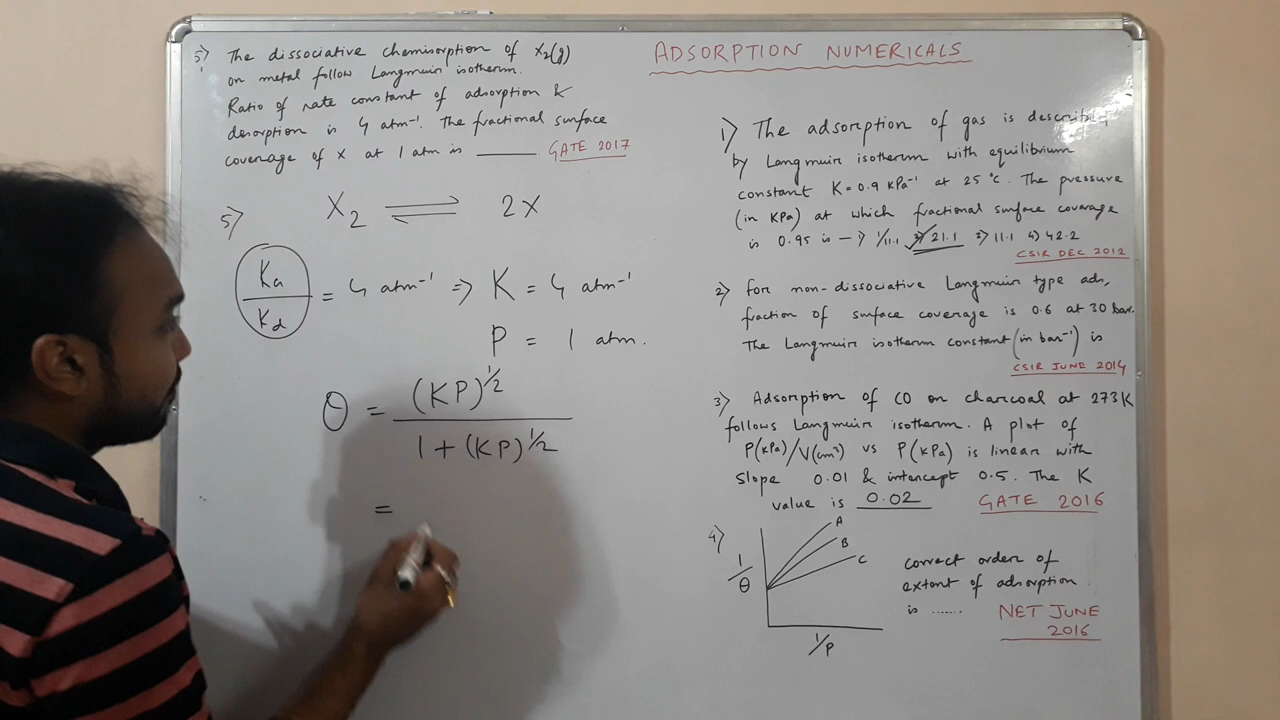 5) The dissociative chemisorption of X2(g)
on metal follow Langmuir isotherm.
Ratio of rate constant of adsorption &
desorption is 4 atm⁻¹. The fractional surface
coverage of X at 1 atm is ______ GATE 2017
5) X2 ⇌ 2X
Ka/Kd = 4 atm⁻¹ => K = 4 atm⁻¹
P = 1 atm.
θ = (KP)^1/2 / 1 + (KP)^1/2
=
ADSORPTION NUMERICALS
1) The adsorption of gas is described
by Langmuir isotherm with equilibrium
constant K = 0.9 KPa⁻¹ at 25 °C. The pressure
(in KPa) at which fractional surface coverage
is 0.95 is → 1) 1/11.1 2) 21.1 3) 11.1 4) 42.2
CSIR DEC 2012
2) For non-dissociative Langmuir type ads,
fraction of surface coverage is 0.6 at 30 bar.
The Langmuir isotherm constant (in bar⁻¹) is
CSIR JUNE 2014
3) Adsorption of CO on charcoal at 273K
follows Langmuir isotherm. A plot of
P(KPa)/V(cm³) vs P(KPa) is linear with
slope 0.01 & intercept 0.5. The K
value is 0.02 GATE 2016
4) 1/θ A B C 1/P
correct order of
extent of adsorption
is ......
NET JUNE
2016